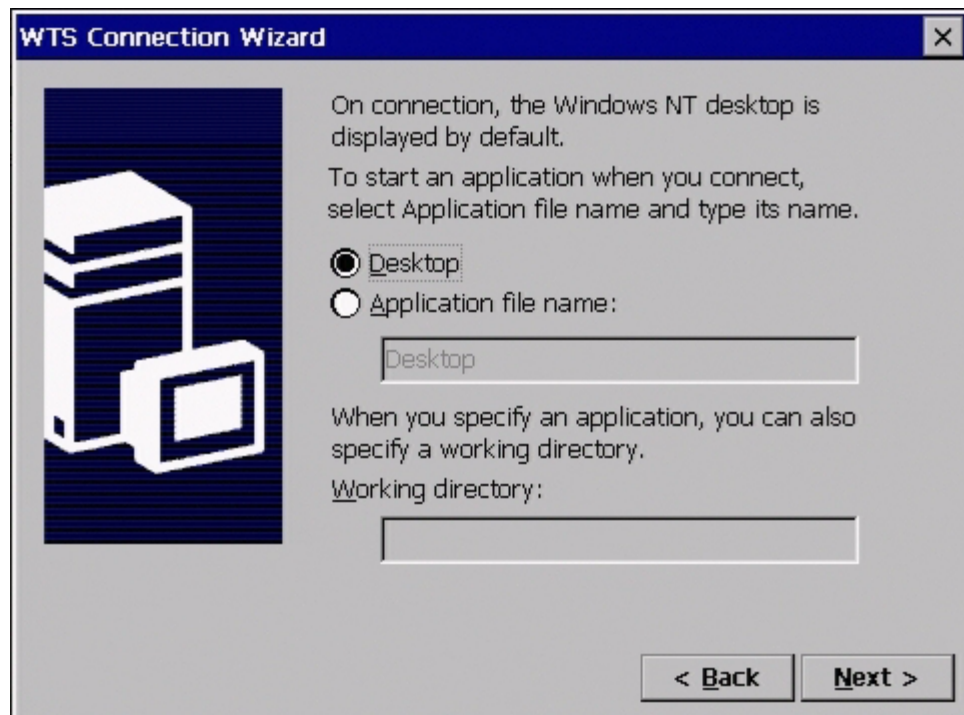 WTS Connection Wizard
On connection, the Windows NT desktop is
displayed by default.
To start an application when you connect,
select Application file name and type its name.
Desktop
Application file name:
Desktop
When you specify an application, you can also
specify a working directory.
Working directory:
< Back Next >